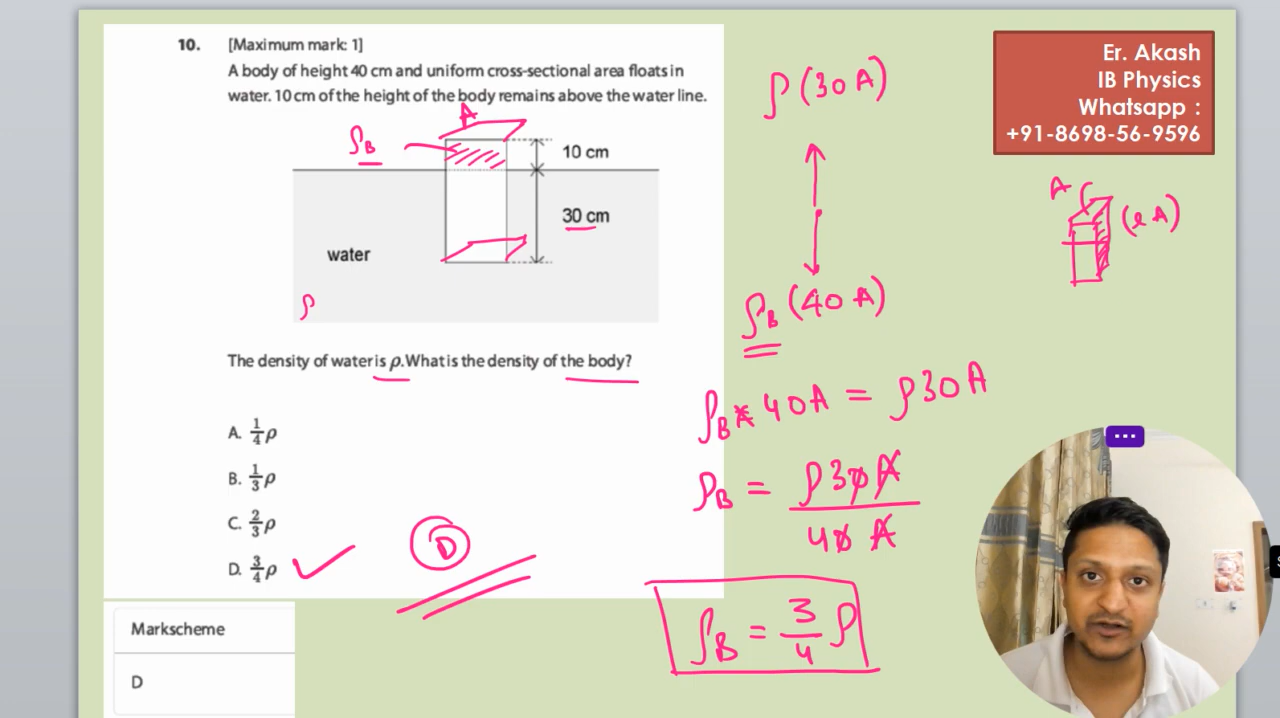 10. [Maximum mark: 1]
A body of height 40 cm and uniform cross-sectional area floats in
water. 10 cm of the height of the body remains above the water line.
A
ρB
10 cm
30 cm
water
ρ
The density of water is ρ. What is the density of the body?
A. 1/4 ρ
B. 1/3 ρ
C. 2/3 ρ
D. 3/4 ρ
D
Markscheme
D
ρ(30A)
ρB(40A)
ρB * 40A = ρ30A
ρB = ρ30A / 40A
ρB = 3/4 ρ
Er. Akash
IB Physics
Whatsapp :
+91-8698-56-9596
A